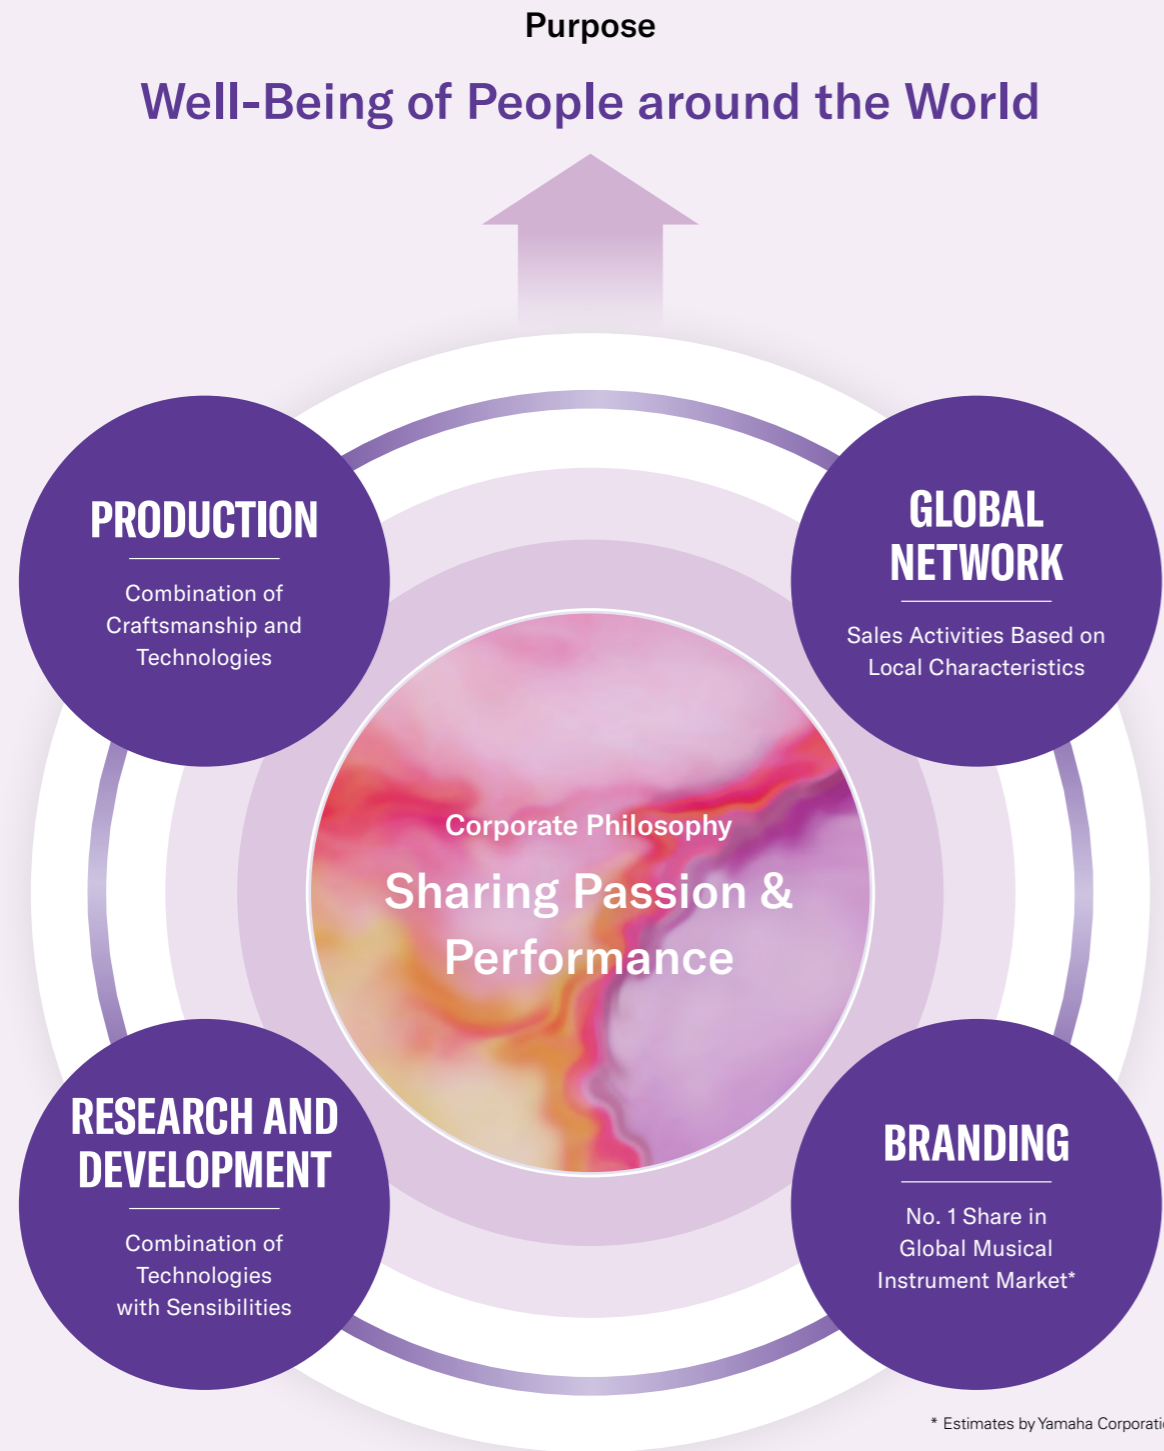 Purpose
Well-Being of People around the World
PRODUCTION
Combination of
Craftsmanship and
Technologies
GLOBAL
NETWORK
Sales Activities Based on
Local Characteristics
Corporate Philosophy
Sharing Passion &
Performance
RESEARCH AND
DEVELOPMENT
Combination of
Technologies
with Sensibilities
BRANDING
No. 1 Share in
Global Musical
Instrument Market*
* Estimates by Yamaha